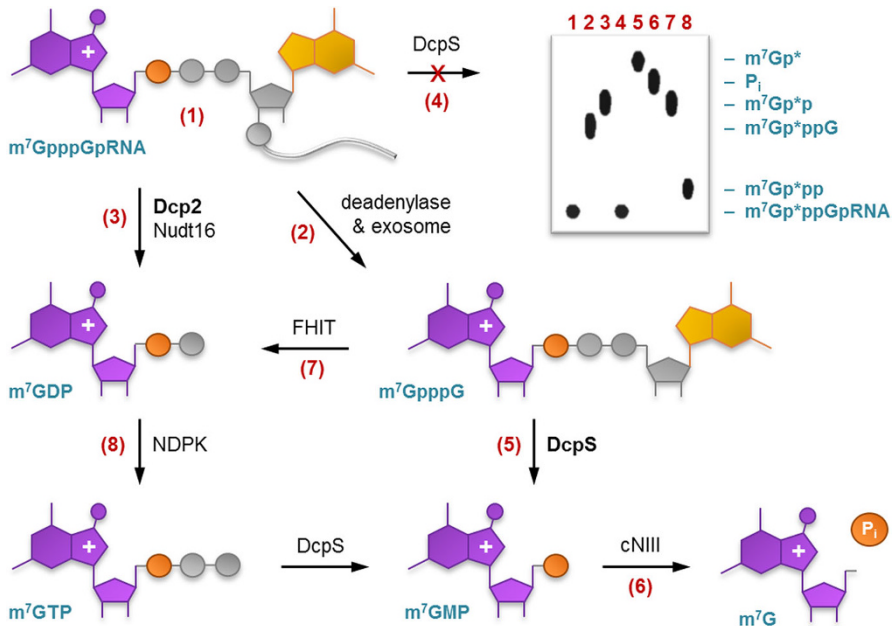 1 2 3 4 5 6 7 8
DcpS
X
(4)
– m⁷Gp*
– Pᵢ
– m⁷Gp*p
– m⁷Gp*ppG
– m⁷Gp*pp
– m⁷Gp*ppGpRNA
+
(1)
m⁷GpppGpRNA
(3)
Dcp2
Nudt16
(2)
deadenylase
& exosome
+
m⁷GDP
FHIT
(7)
+
m⁷GpppG
(8)
NDPK
(5)
DcpS
+
m⁷GTP
DcpS
+
m⁷GMP
cNIII
(6)
+
m⁷G
Pᵢ